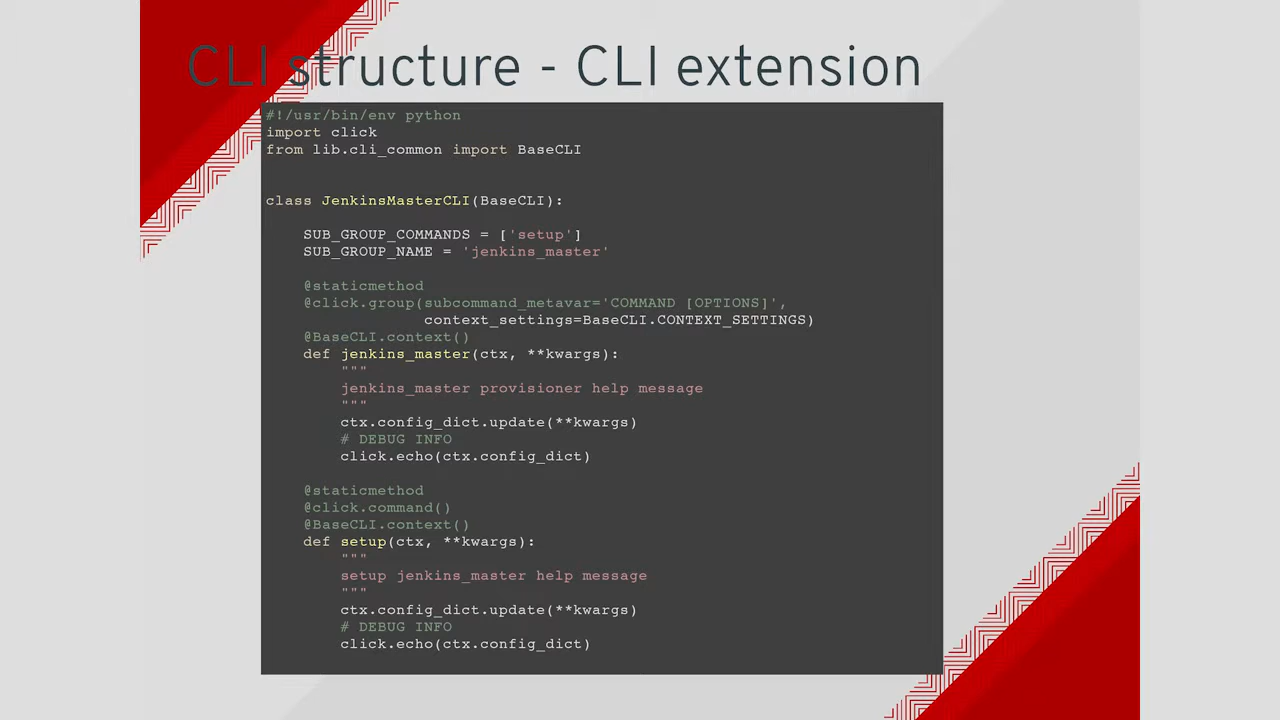 CLI structure - CLI extension
#!/usr/bin/env python
import click
from lib.cli_common import BaseCLI
class JenkinsMasterCLI(BaseCLI):
SUB_GROUP_COMMANDS = ['setup']
SUB_GROUP_NAME = 'jenkins_master'
@staticmethod
@click.group(subcommand_metavar='COMMAND [OPTIONS]',
context_settings=BaseCLI.CONTEXT_SETTINGS)
@BaseCLI.context()
def jenkins_master(ctx, **kwargs):
"""
jenkins_master provisioner help message
"""
ctx.config_dict.update(**kwargs)
# DEBUG INFO
click.echo(ctx.config_dict)
@staticmethod
@click.command()
@BaseCLI.context()
def setup(ctx, **kwargs):
"""
setup jenkins_master help message
"""
ctx.config_dict.update(**kwargs)
# DEBUG INFO
click.echo(ctx.config_dict)